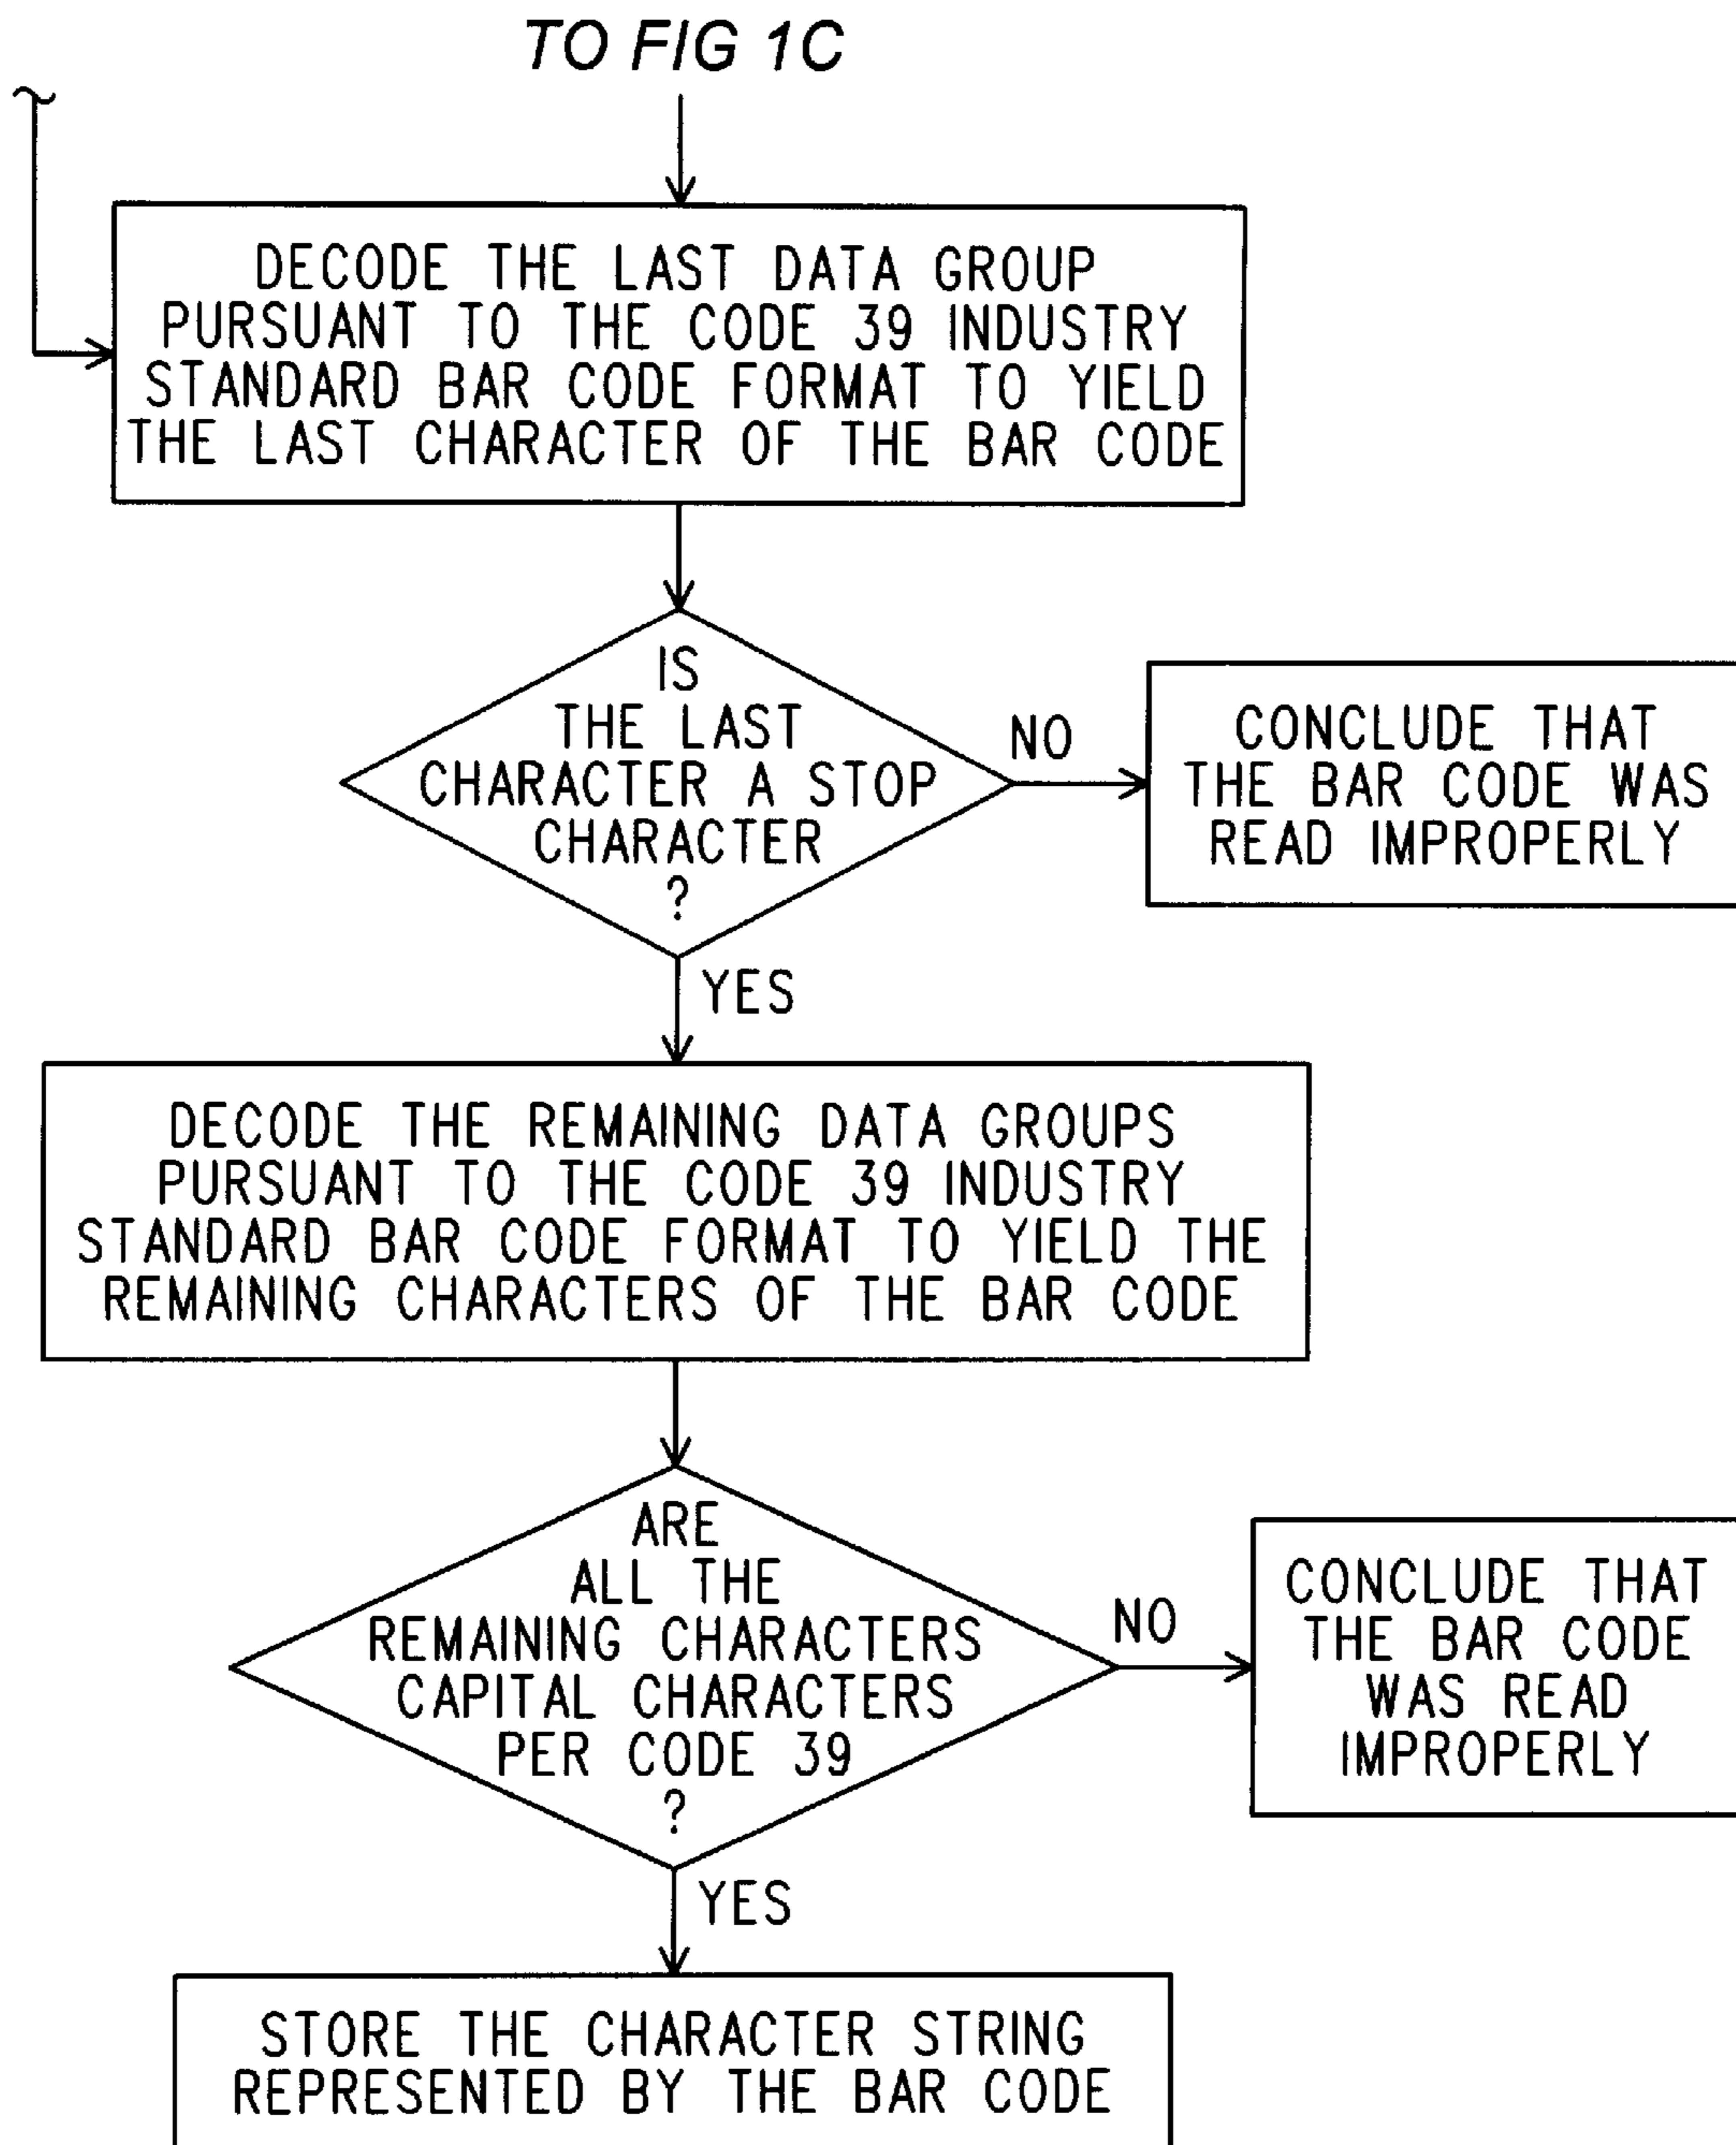 TO FIG 1C
DECODE THE LAST DATA GROUP
PURSUANT TO THE CODE 39 INDUSTRY
STANDARD BAR CODE FORMAT TO YIELD
THE LAST CHARACTER OF THE BAR CODE
IS
THE LAST
CHARACTER A STOP
CHARACTER
?
NO
CONCLUDE THAT
THE BAR CODE WAS
READ IMPROPERLY
YES
DECODE THE REMAINING DATA GROUPS
PURSUANT TO THE CODE 39 INDUSTRY
STANDARD BAR CODE FORMAT TO YIELD THE
REMAINING CHARACTERS OF THE BAR CODE
ARE
ALL THE
REMAINING CHARACTERS
CAPITAL CHARACTERS
PER CODE 39
?
NO
CONCLUDE THAT
THE BAR CODE
WAS READ
IMPROPERLY
YES
STORE THE CHARACTER STRING
REPRESENTED BY THE BAR CODE